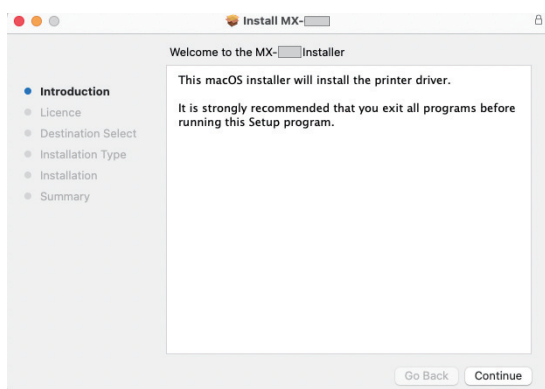 Install MX-
Welcome to the MX- Installer
Introduction
Licence
Destination Select
Installation Type
Installation
Summary
This macOS installer will install the printer driver.
It is strongly recommended that you exit all programs before
running this Setup program.
Go Back
Continue